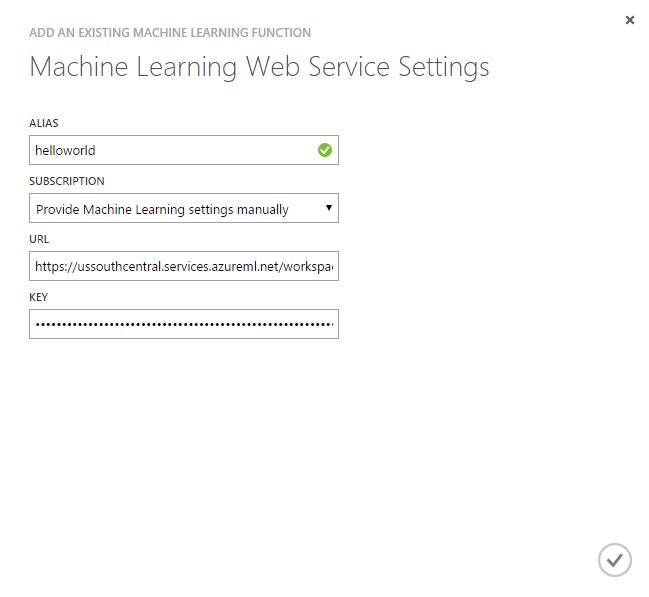 ADD AN EXISTING MACHINE LEARNING FUNCTION
Machine Learning Web Service Settings
ALIAS
helloworld
SUBSCRIPTION
Provide Machine Learning settings manually
URL
https://ussouthcentral.services.azureml.net/workspa
KEY